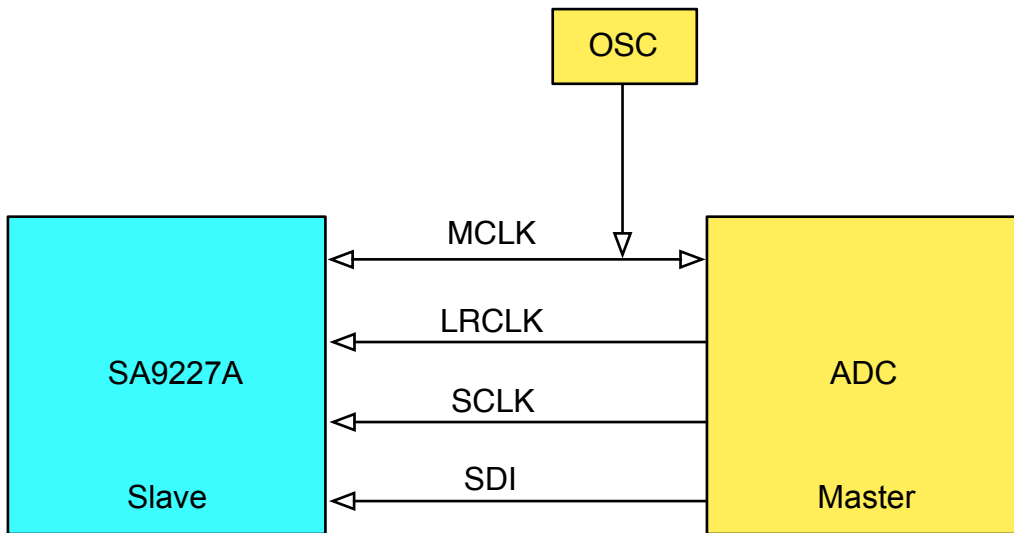 OSC
MCLK
LRCLK
SA9227A
ADC
SCLK
SDI
Slave
Master